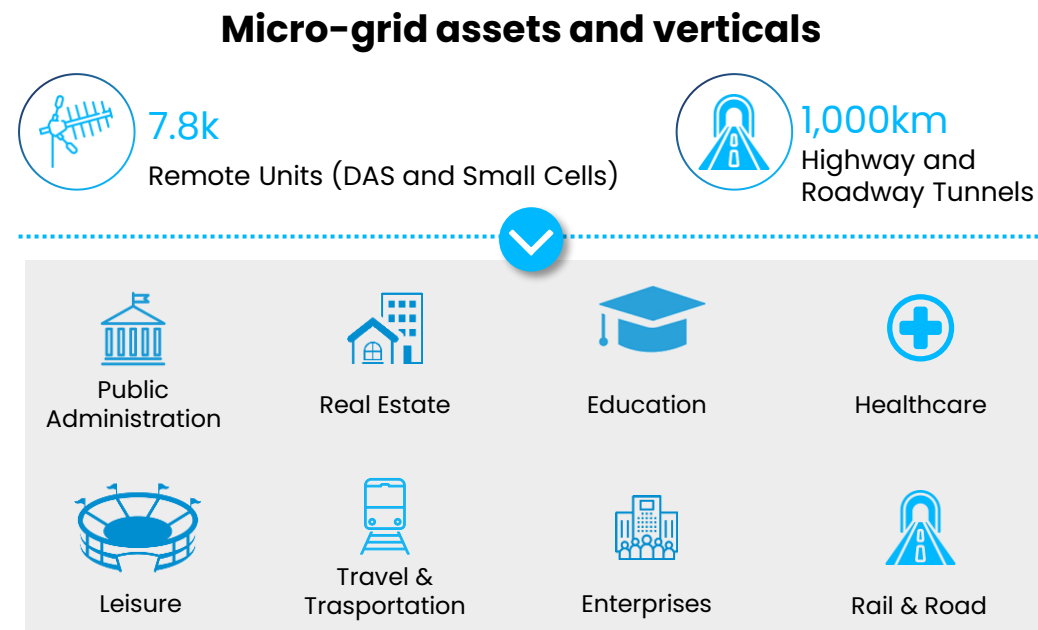 Micro-grid assets and verticals
7.8k
Remote Units (DAS and Small Cells)
1,000km
Highway and
Roadway Tunnels
Public
Administration
Real Estate
Education
Healthcare
Leisure
Travel &
Trasportation
Enterprises
Rail & Road